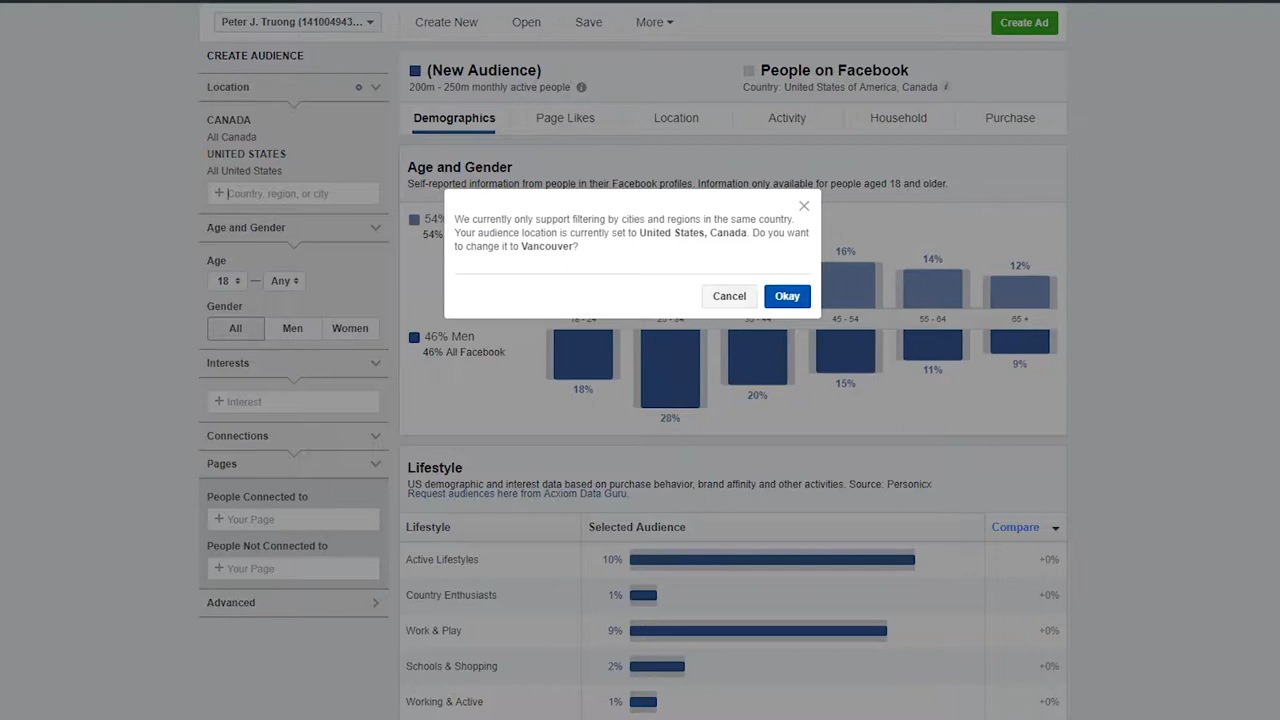 Peter J. Truong (141004943...
Create New
Open
Save
More
Create Ad
CREATE AUDIENCE
Location
CANADA
All Canada
UNITED STATES
All United States
Country, region, or city
Age and Gender
Age
18 — Any
Gender
All
Men
Women
Interests
Interest
Connections
Pages
People Connected to
Your Page
People Not Connected to
Your Page
Advanced
(New Audience)
200m - 250m monthly active people
People on Facebook
Country: United States of America, Canada
Demographics
Page Likes
Location
Activity
Household
Purchase
Age and Gender
Self-reported information from people in their Facebook profiles. Information only available for people aged 18 and older.
We currently only support filtering by cities and regions in the same country.
Your audience location is currently set to United States, Canada. Do you want
to change it to Vancouver?
Cancel
Okay
54%
54%
16%
14%
12%
45 - 54
55 - 64
65 +
46% Men
46% All Facebook
18%
28%
20%
15%
11%
9%
Lifestyle
US demographic and interest data based on purchase behavior, brand affinity and other activities. Source: Personicx
Request audiences here from Acxiom Data Guru.
Lifestyle
Selected Audience
Compare
Active Lifestyles
10%
+0%
Country Enthusiasts
1%
+0%
Work & Play
9%
+0%
Schools & Shopping
2%
+0%
Working & Active
1%
+0%